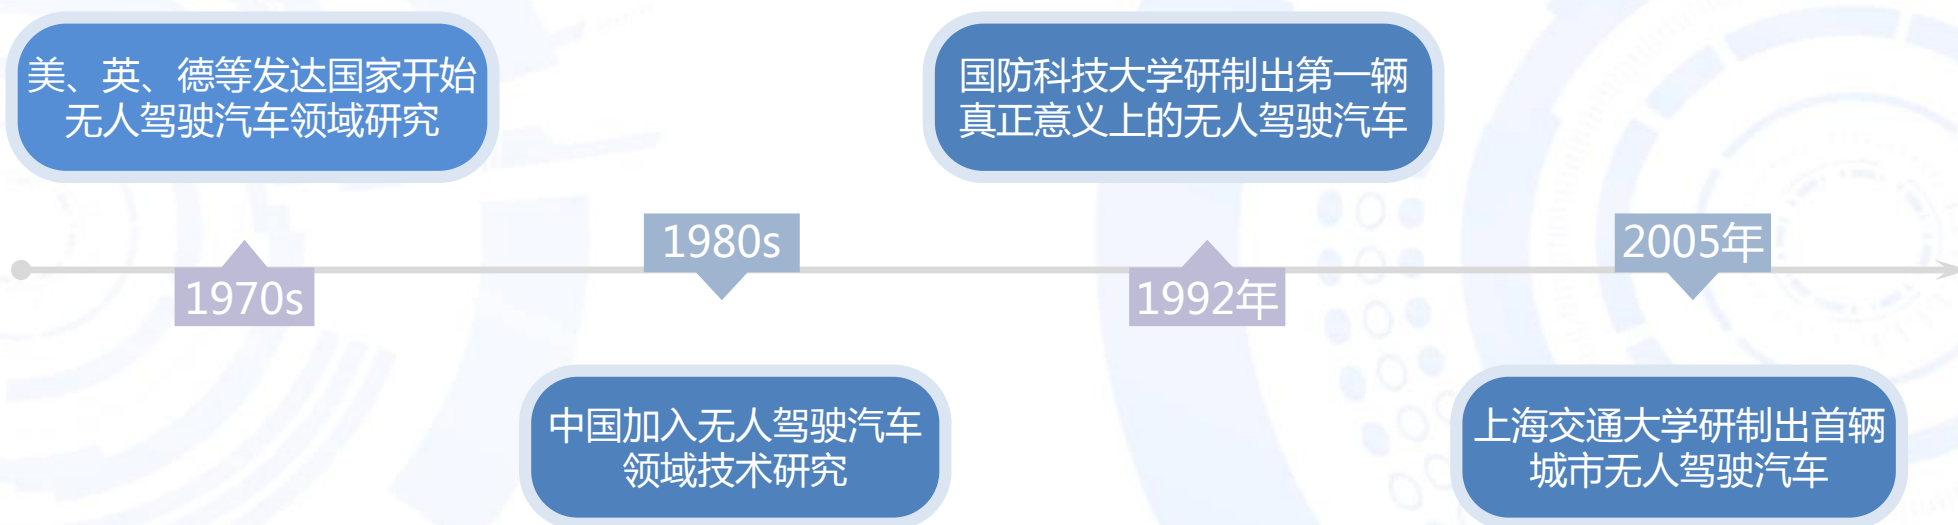 美、英、德等发达国家开始
无人驾驶汽车领域研究
国防科技大学研制出第一辆
真正意义上的无人驾驶汽车
1970s
1980s
1992年
2005年
中国加入无人驾驶汽车
领域技术研究
上海交通大学研制出首辆
城市无人驾驶汽车